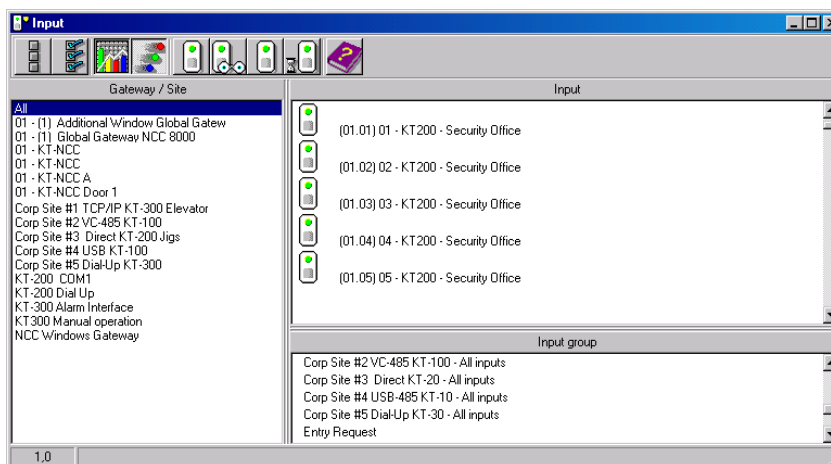 Input
Gateway / Site
All
01 - (1) Additional Window Global Gatew
01 - (1) Global Gateway NCC 8000
01 - KT-NCC
01 - KT-NCC
01 - KT-NCC A
01 - KT-NCC Door 1
Corp Site #1 TCP/IP KT-300 Elevator
Corp Site #2 VC-485 KT-100
Corp Site #3 Direct KT-200 Jigs
Corp Site #4 USB KT-100
Corp Site #5 Dial-Up KT-300
KT-200 COM1
KT-200 Dial Up
KT-300 Alarm Interface
KT300 Manual operation
NCC Windows Gateway
Input
(01.01) 01 - KT200 - Security Office
(01.02) 02 - KT200 - Security Office
(01.03) 03 - KT200 - Security Office
(01.04) 04 - KT200 - Security Office
(01.05) 05 - KT200 - Security Office
Input group
Corp Site #2 VC-485 KT-100 - All inputs
Corp Site #3 Direct KT-20 - All inputs
Corp Site #4 USB-485 KT-10 - All inputs
Corp Site #5 Dial-Up KT-30 - All inputs
Entry Request
1,0